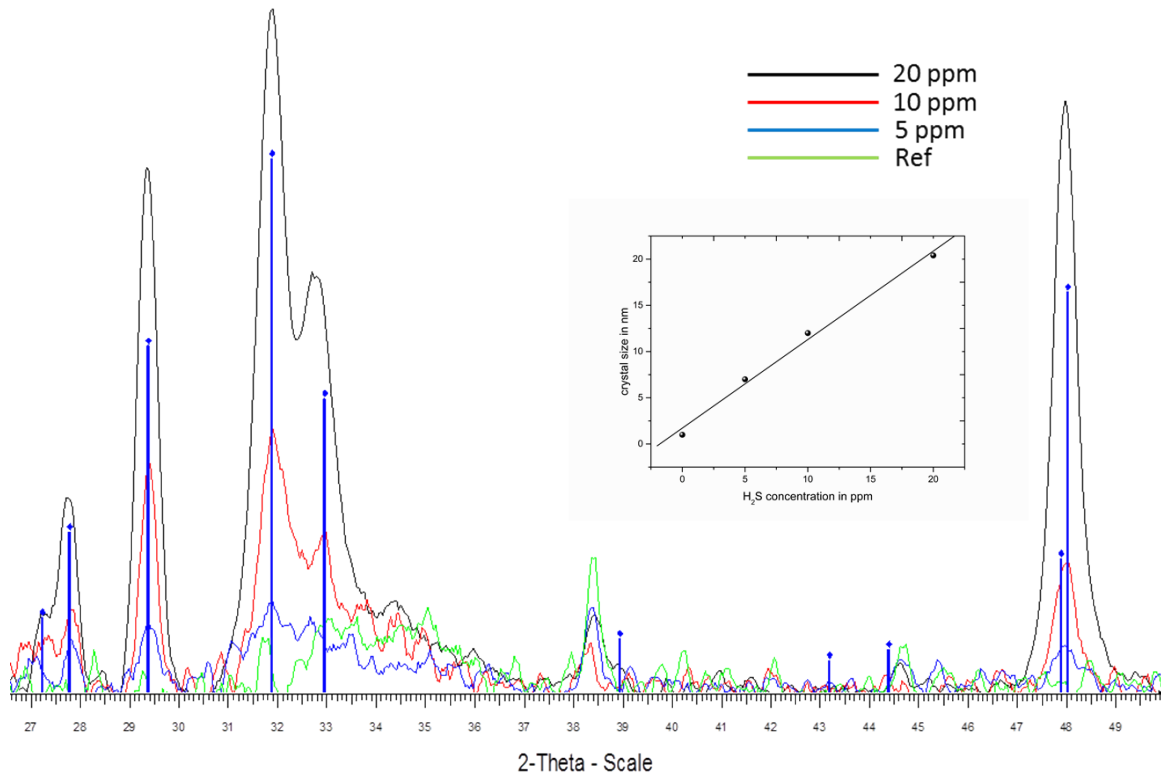 20 ppm
10 ppm
5 ppm
Ref
20
15
10
5
0
crystal size in nm
0 5 10 15 20
H₂S concentration in ppm
27 28 29 30 31 32 33 34 35 36 37 38 39 40 41 42 43 44 45 46 47 48 49
2-Theta - Scale